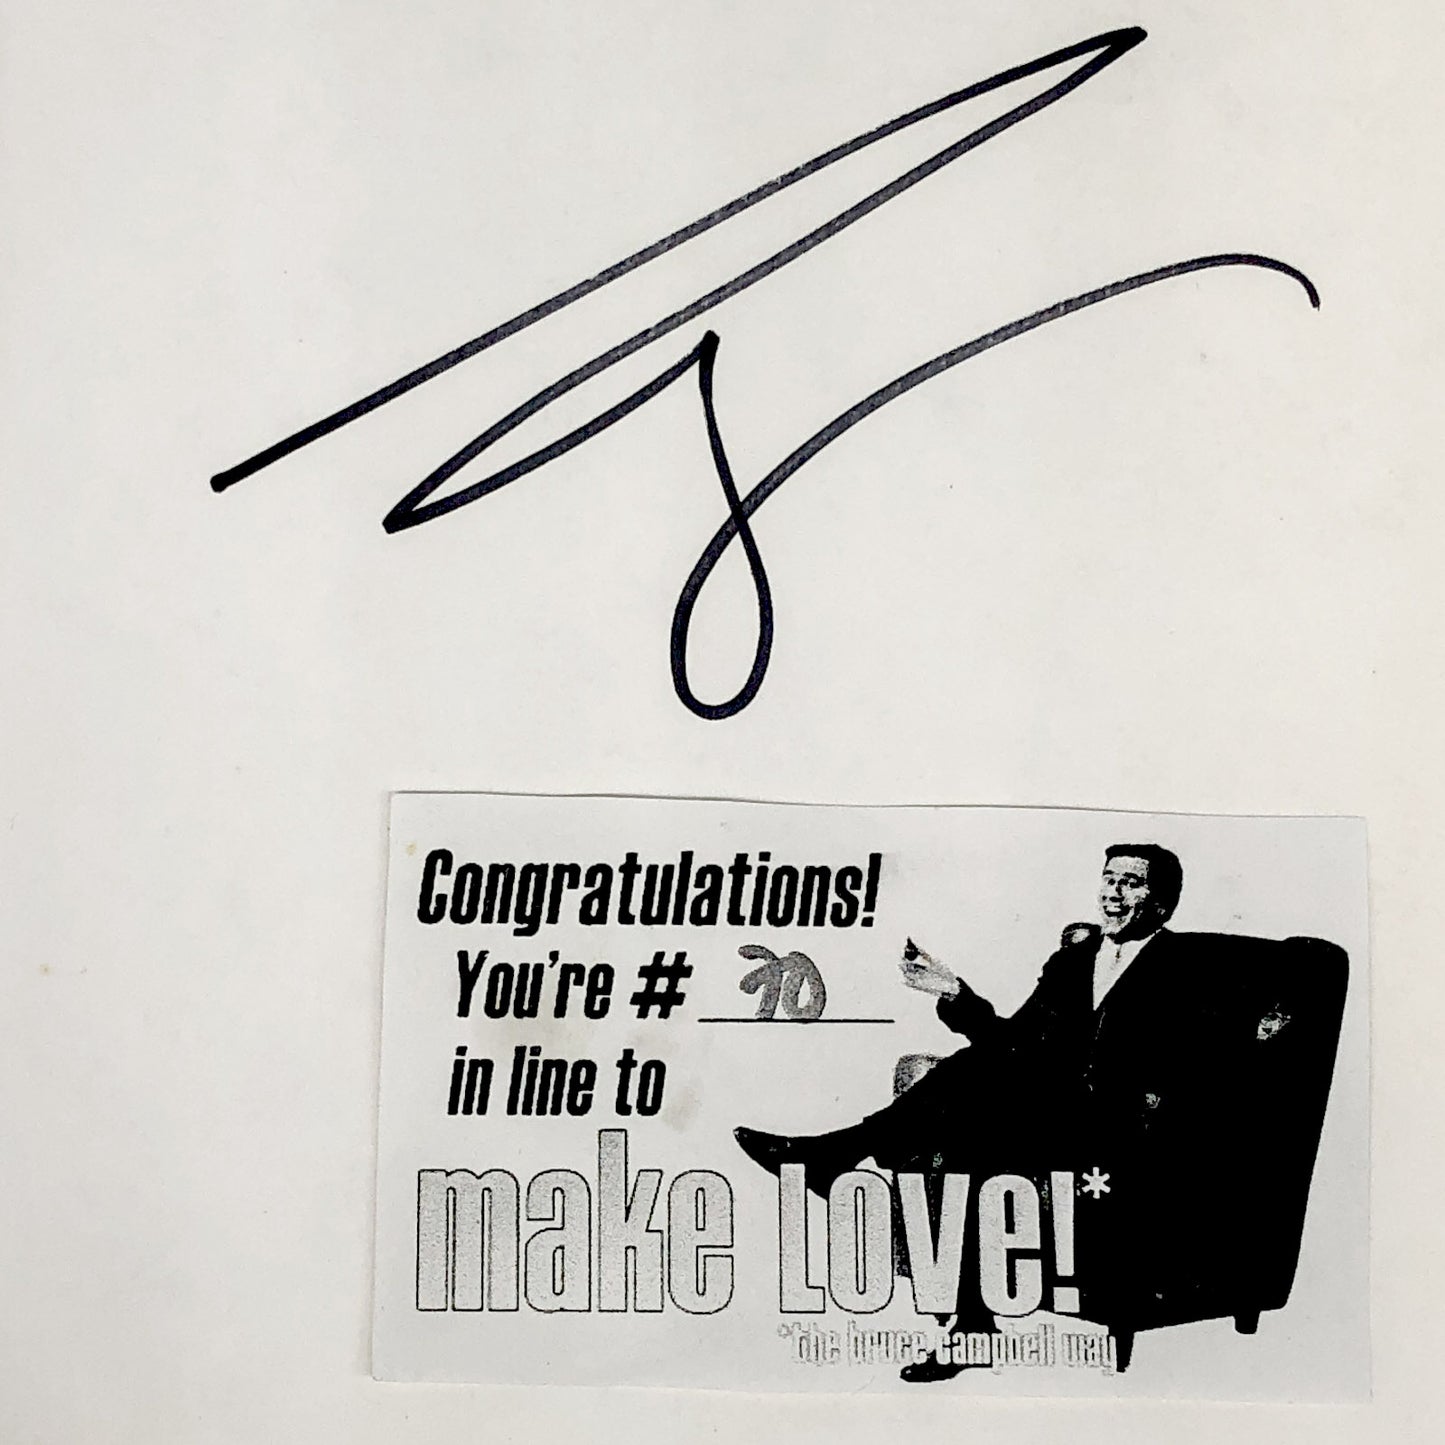 Congratulations!
You're # 70
in line to
make Love!*
*the bruce campbell way